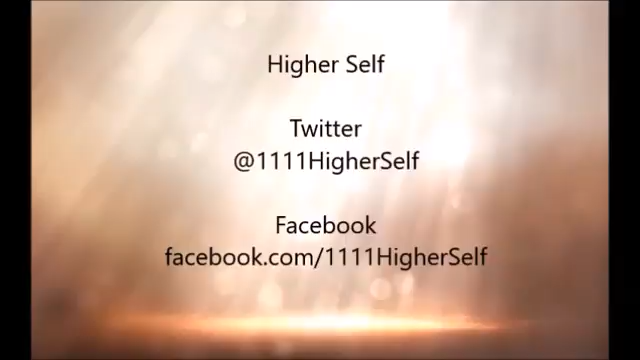 Higher Self
Twitter
@1111HigherSelf
Facebook
facebook.com/1111HigherSelf